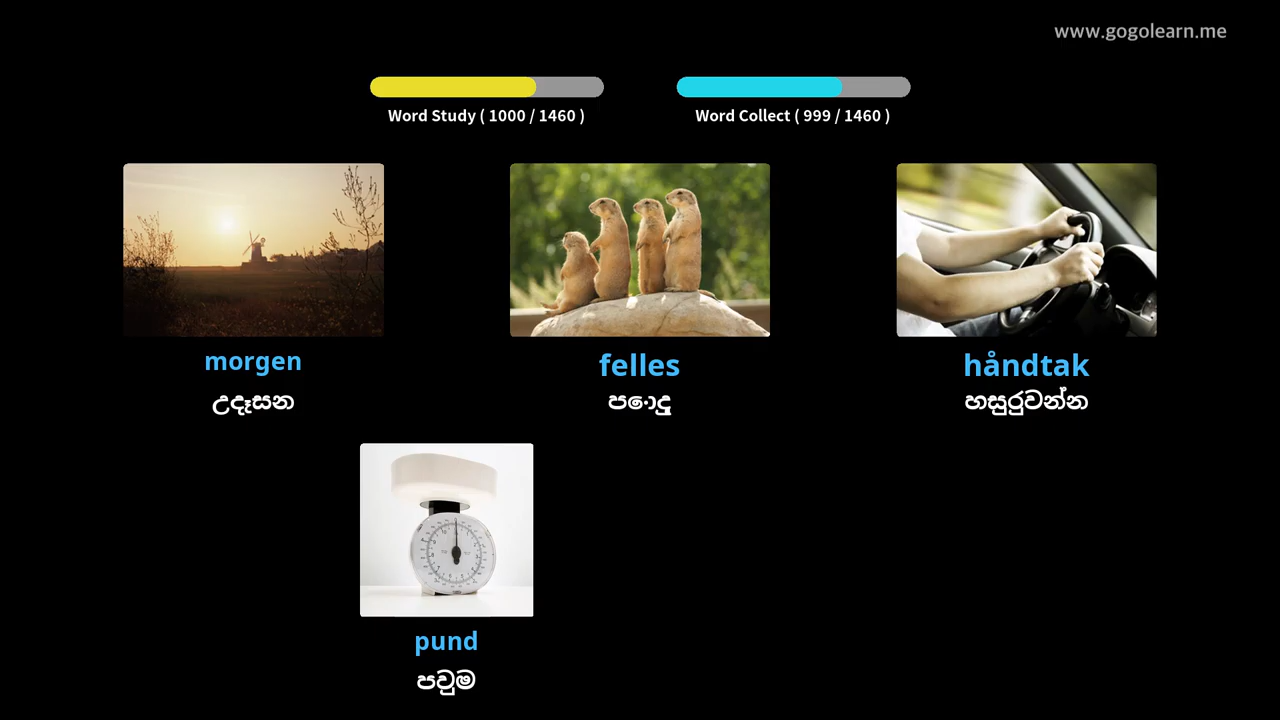 www.gogolearn.me
Word Study ( 1000 / 1460 )
Word Collect ( 999 / 1460 )
morgen
felles
håndtak
උදෑසන
පොදු
හසුරුවන්න
pund
පවුම